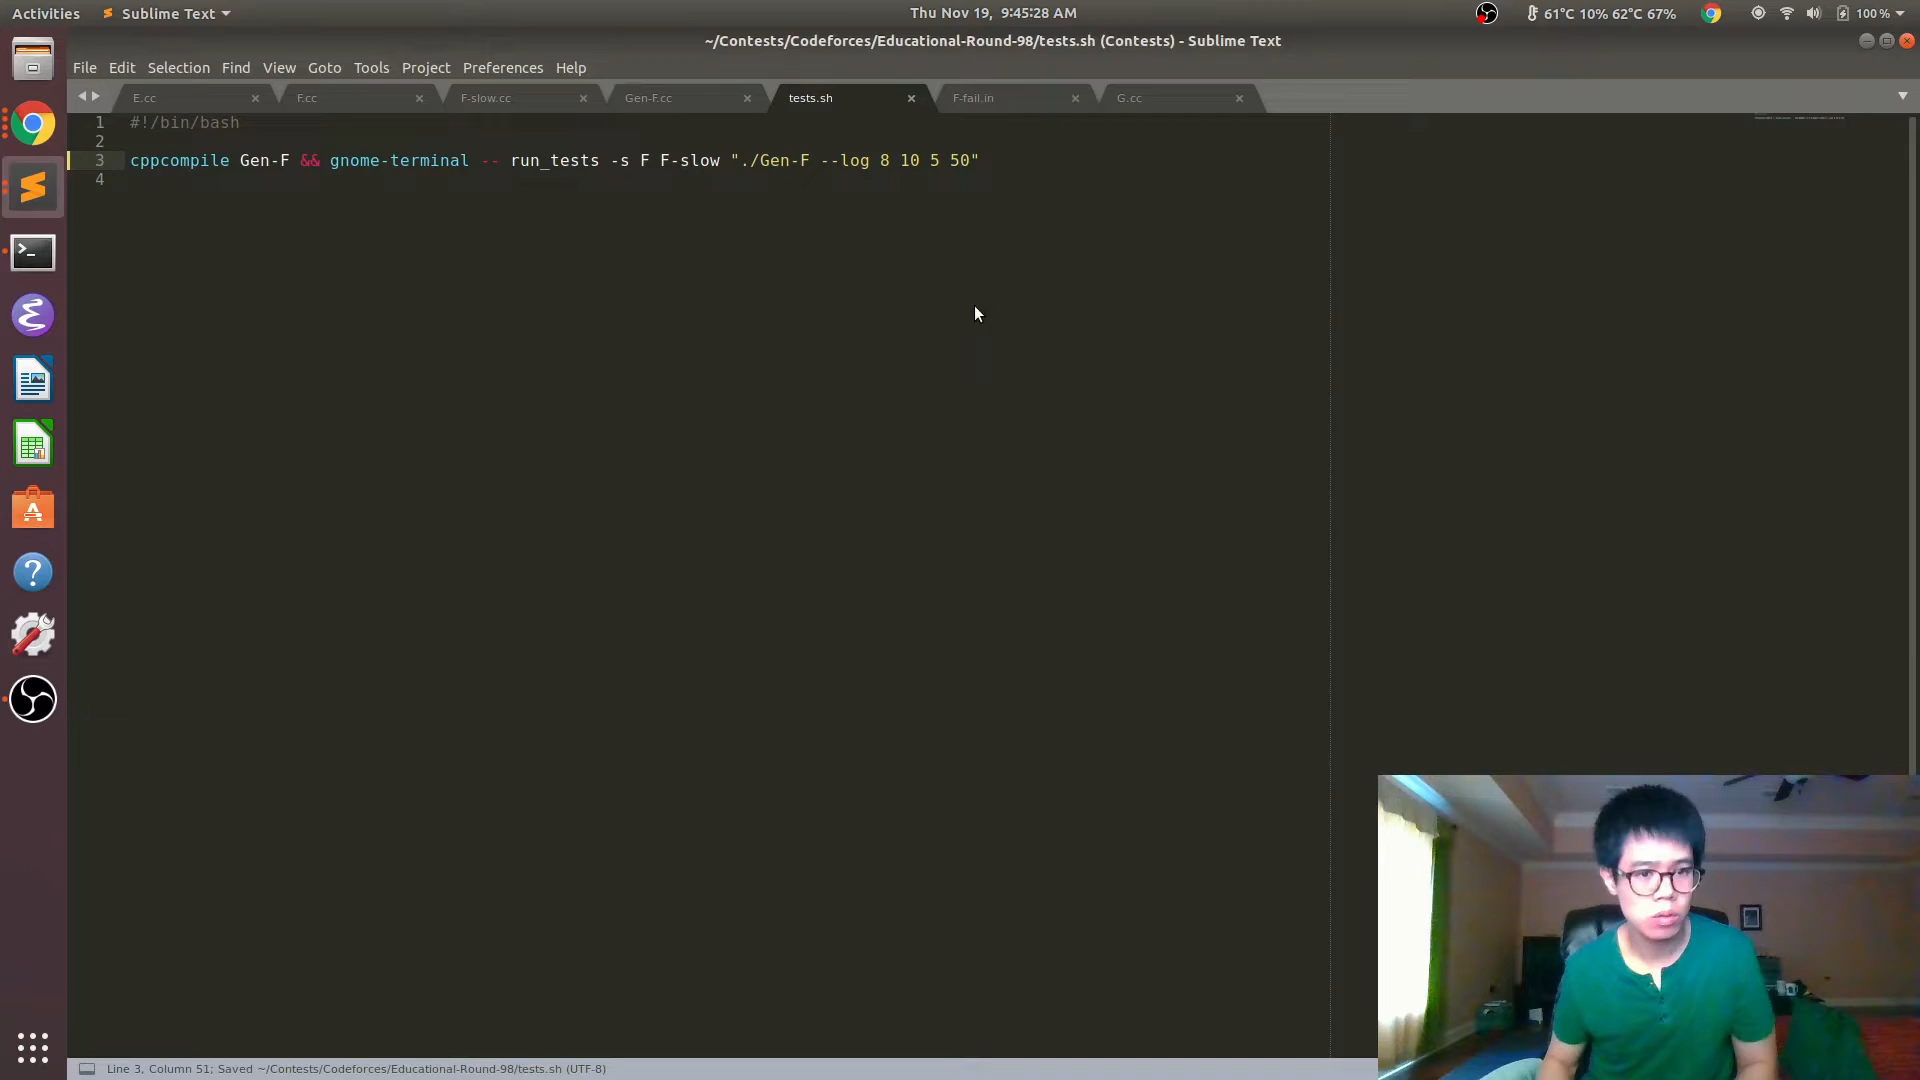 Activities Sublime Text Thu Nov 19, 9:45:28 AM 61°C 10% 62°C 67% 100%
~/Contests/Codeforces/Educational-Round-98/tests.sh (Contests) - Sublime Text
File Edit Selection Find View Goto Tools Project Preferences Help
E.cc F.cc F-slow.cc Gen-F.cc tests.sh F-fail.in G.cc
1 #!/bin/bash
2
3 cppcompile Gen-F && gnome-terminal -- run_tests -s F F-slow "./Gen-F --log 8 10 5 50"
4
Line 3, Column 51; Saved ~/Contests/Codeforces/Educational-Round-98/tests.sh (UTF-8)